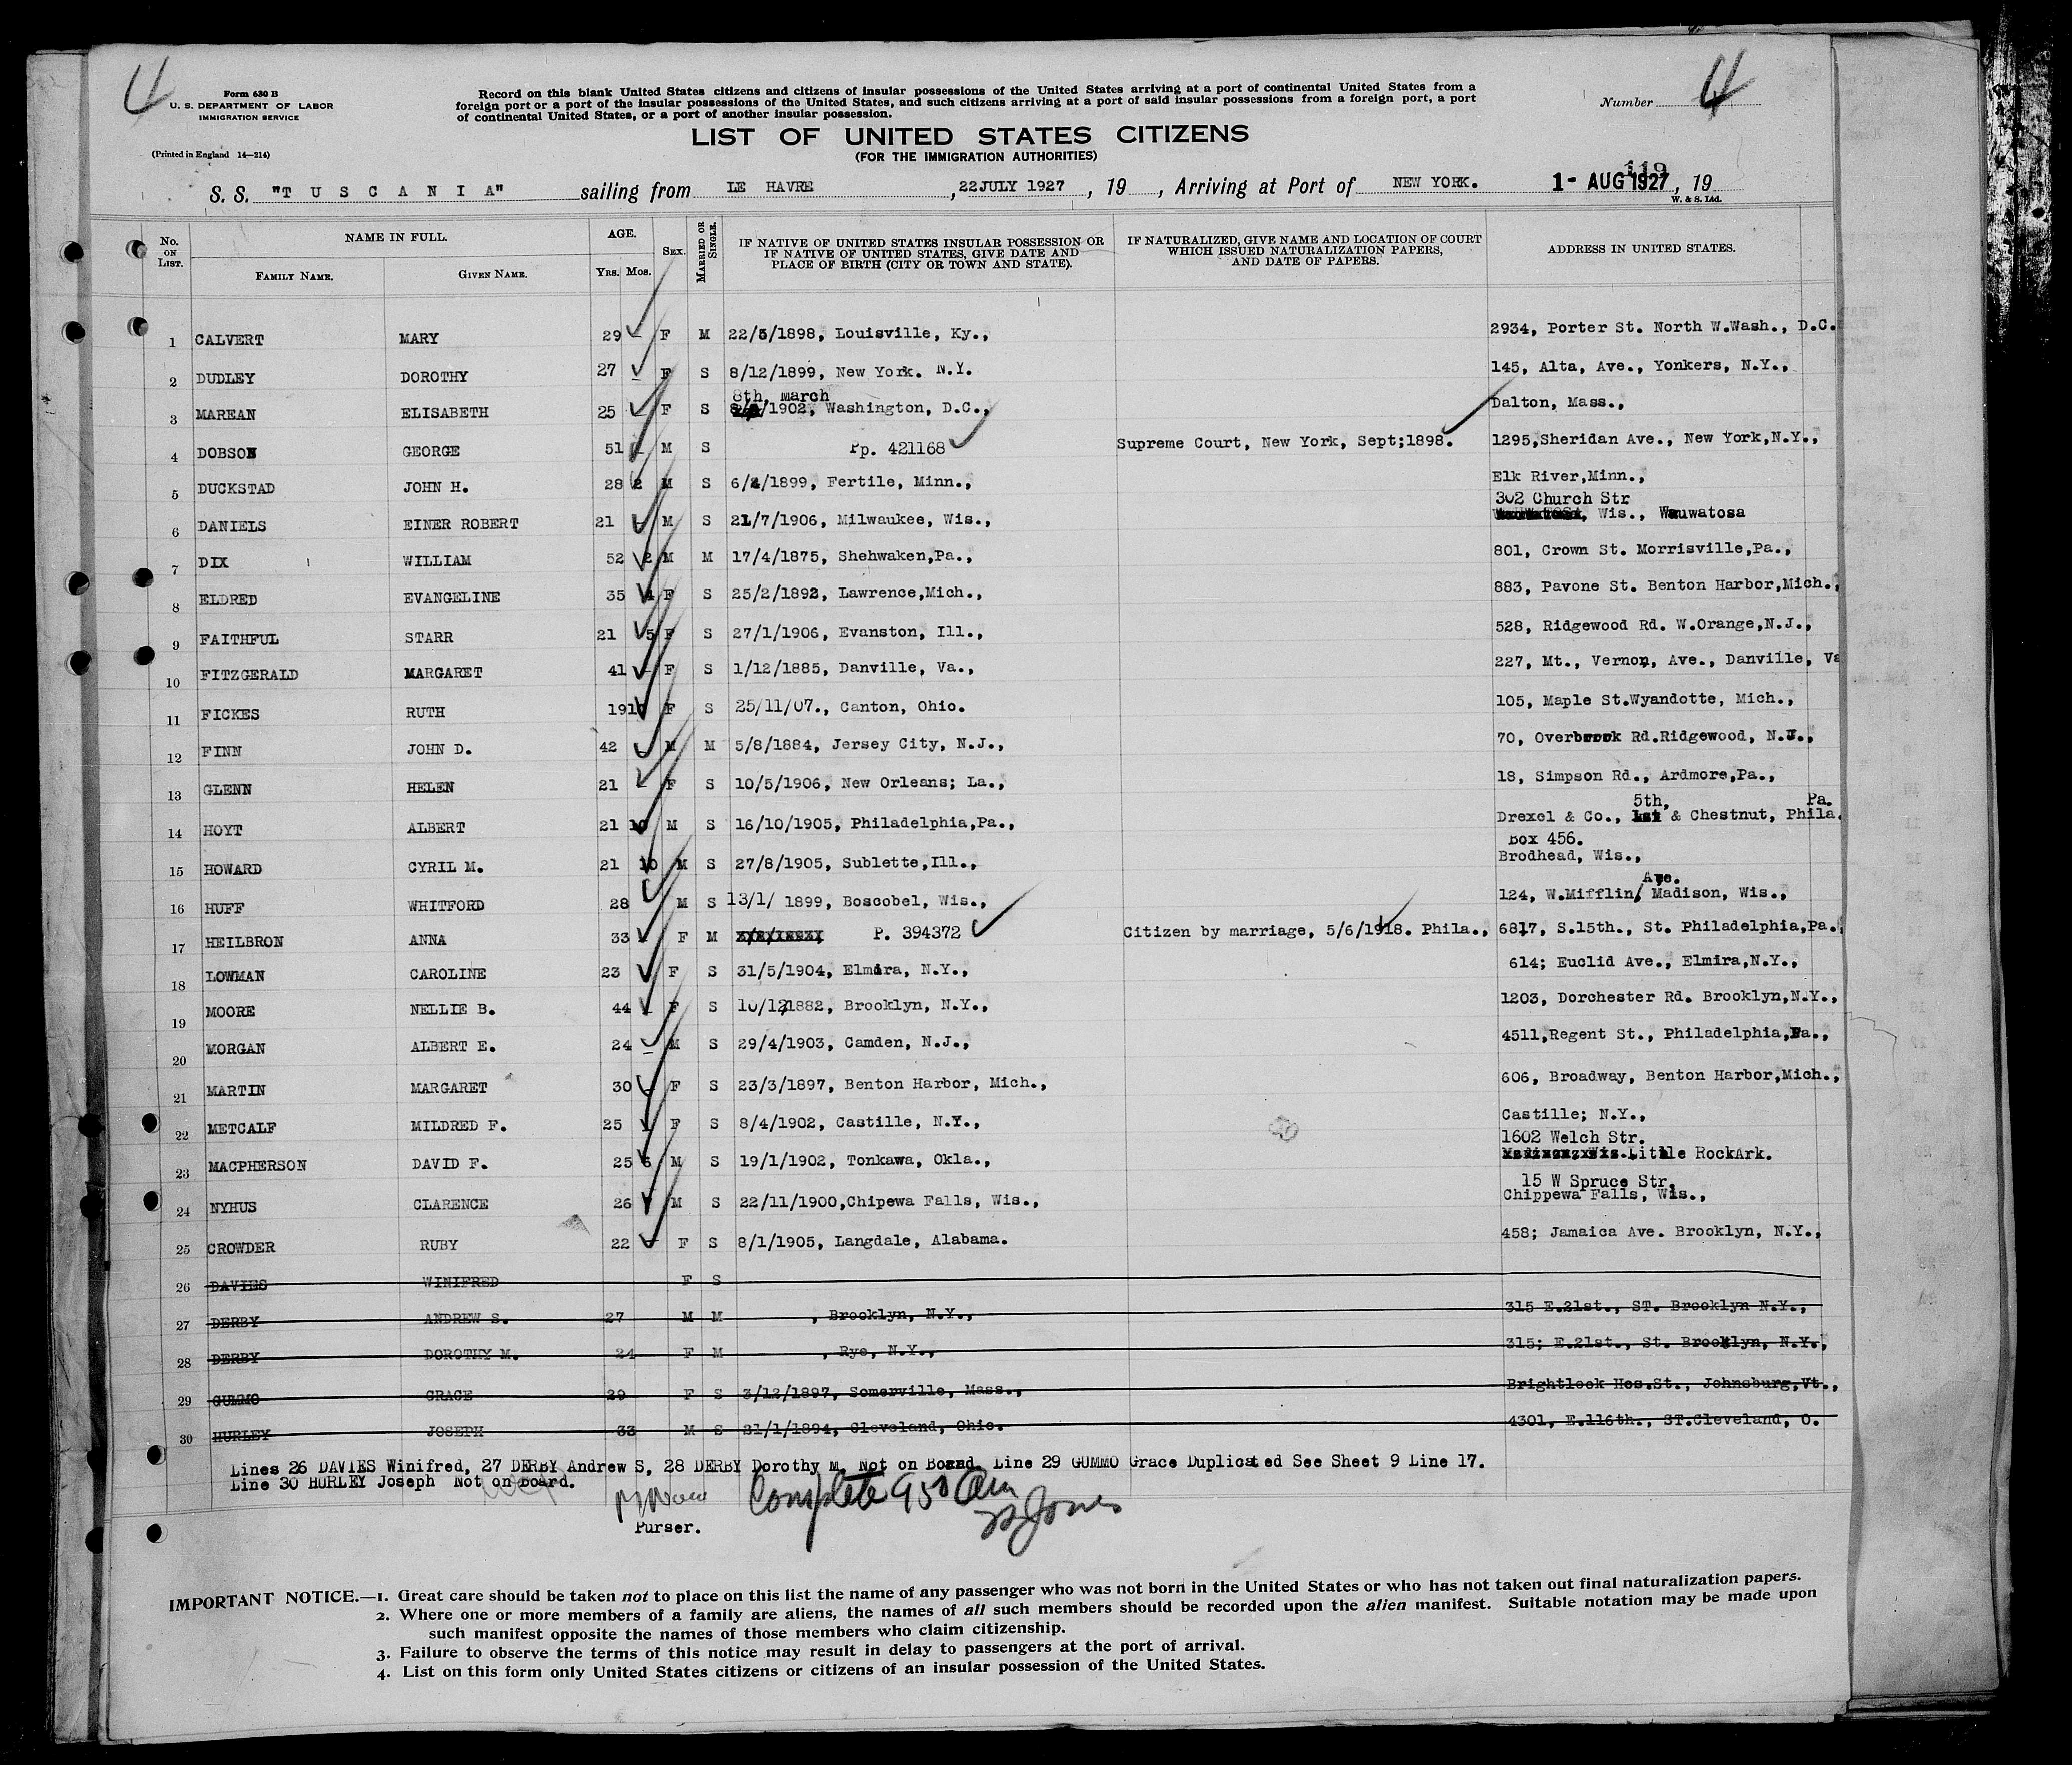 4
4
Form 630 B
U. S. DEPARTMENT OF LABOR
IMMIGRATION SERVICE
(Printed in England 14—214)
Record on this blank United States citizens and citizens of insular possessions of the United States arriving at a port of continental United States from a
foreign port or a port of the insular possessions of the United States, and such citizens arriving at a port of said insular possessions from a foreign port, a port
of continental United States, or a port of another insular possession.
Number
LIST OF UNITED STATES CITIZENS
(FOR THE IMMIGRATION AUTHORITIES)
119
S. S. "T U S C A N I A" sailing from LE HAVRE , 22JULY 1927 , 19 , Arriving at Port of NEW YORK. 1- AUG 1927 , 19
W. & S. Ltd.
No. ON LIST. NAME IN FULL. FAMILY NAME. GIVEN NAME. AGE. YRS. MOS. SEX. MARRIED OR SINGLE. IF NATIVE OF UNITED STATES INSULAR POSSESSION OR IF NATIVE OF UNITED STATES, GIVE DATE AND PLACE OF BIRTH (CITY OR TOWN AND STATE). IF NATURALIZED, GIVE NAME AND LOCATION OF COURT WHICH ISSUED NATURALIZATION PAPERS, AND DATE OF PAPERS. ADDRESS IN UNITED STATES.
1 CALVERT MARY 29 - F M 22/5/1898, Louisville, Ky., 2934, Porter St. North W.Wash., D.C.
2 DUDLEY DOROTHY 27 - F S 8/12/1899, New York. N.Y. 145, Alta, Ave., Yonkers, N.Y.,
8th, march
3 MAREAN ELISABETH 25 - F S /1902, Washington, D.C., Dalton, Mass.,
4 DOBSON GEORGE 51 - M S Pp. 421168 Supreme Court, New York, Sept;1898. 1295,Sheridan Ave., New York,N.Y.,
5 DUCKSTAD JOHN H. 28 2 M S 6/4/1899, Fertile, Minn., Elk River,Minn.,
302 Church Str
6 DANIELS EINER ROBERT 21 - M S 21/7/1906, Milwaukee, Wis., Wis., Wauwatosa
7 DIX WILLIAM 52 2 M M 17/4/1875, Shehwaken,Pa., 801, Crown St. Morrisville,Pa.,
8 ELDRED EVANGELINE 35 4 F S 25/2/1892, Lawrence,Mich., 883, Pavone St. Benton Harbor,Mich.,
9 FAITHFUL STARR 21 5 F S 27/1/1906, Evanston, Ill., 528, Ridgewood Rd. W.Orange,N.J.,
10 FITZGERALD MARGARET 41 - F S 1/12/1885, Danville, Va., 227, Mt., Vernon, Ave., Danville, Va
11 FICKES RUTH 19 F S 25/11/07., Canton, Ohio. 105, Maple St.Wyandotte, Mich.,
12 FINN JOHN D. 42 - M M 5/8/1884, Jersey City, N.J., 70, Overbrook Rd.Ridgewood, N.J.,
13 GLENN HELEN 21 - F S 10/5/1906, New Orleans; La., 18, Simpson Rd., Ardmore,Pa.,
5th, Pa.
14 HOYT ALBERT 21 10 M S 16/10/1905, Philadelphia,Pa., Drexel & Co., 1st & Chestnut, Phila.
Box 456.
15 HOWARD CYRIL M. 21 10 M S 27/8/1905, Sublette,Ill., Brodhead, Wis.,
Ave.
16 HUFF WHITFORD 28 M S 13/1/ 1899, Boscobel, Wis., 124, W.Mifflin/ Madison, Wis.,
17 HEILBRON ANNA 33 F M P. 394372 Citizen by marriage, 5/6/1918. Phila., 6817, S.15th., St. Philadelphia,Pa.,
18 LOWMAN CAROLINE 23 F S 31/5/1904, Elmira, N.Y., 614; Euclid Ave., Elmira,N.Y.,
19 MOORE NELLIE B. 44 - F S 10/12/1882, Brooklyn, N.Y., 1203, Dorchester Rd. Brooklyn,N.Y.,
20 MORGAN ALBERT E. 24 - M S 29/4/1903, Camden, N.J., 4511,Regent St., Philadelphia,Pa.,
21 MARTIN MARGARET 30 - F S 23/3/1897, Benton Harbor, Mich., 606, Broadway, Benton Harbor,Mich.,
22 METCALF MILDRED F. 25 F S 8/4/1902, Castille, N.Y., Castille; N.Y.,
1602 Welch Str.
23 MACPHERSON DAVID F. 25 6 M S 19/1/1902, Tonkawa, Okla., Madison, Wis., Little RockArk.
15 W Spruce Str.
24 NYHUS CLARENCE 26 M S 22/11/1900,Chipewa Falls, Wis., Chippewa Falls, Wis.,
25 CROWDER RUBY 22 - F S 8/1/1905, Langdale, Alabama. 458; Jamaica Ave. Brooklyn, N.Y.,
26 DAVIES WINIFRED F S
27 DERBY ANDREW S. 27 M M , Brooklyn, N.Y., 315 E.21st., ST. Brooklyn N.Y.,
28 DERBY DOROTHY M. 24 F M , Rye, N.Y., 315; E.21st., St. Brooklyn, N.Y.,
29 GUMMO GRACE 29 F S 3/12/1897, Somerville, Mass., Brightlook Hos.St., Johnsburg,Vt.,
30 HURLEY JOSEPH 33 M S 21/1/1894, Cleveland, Ohio. 4301, E.116th., ST.Cleveland, O.
Lines 26 DAVIES Winifred, 27 DERBY Andrew S, 28 DERBY Dorothy M. Not on Board. Line 29 GUMMO Grace Duplicated See Sheet 9 Line 17.
Line 30 HURLEY Joseph Not on Board.
Complete 950 am
Jones
Purser.
IMPORTANT NOTICE.—1. Great care should be taken not to place on this list the name of any passenger who was not born in the United States or who has not taken out final naturalization papers.
2. Where one or more members of a family are aliens, the names of all such members should be recorded upon the alien manifest. Suitable notation may be made upon
such manifest opposite the names of those members who claim citizenship.
3. Failure to observe the terms of this notice may result in delay to passengers at the port of arrival.
4. List on this form only United States citizens or citizens of an insular possession of the United States.